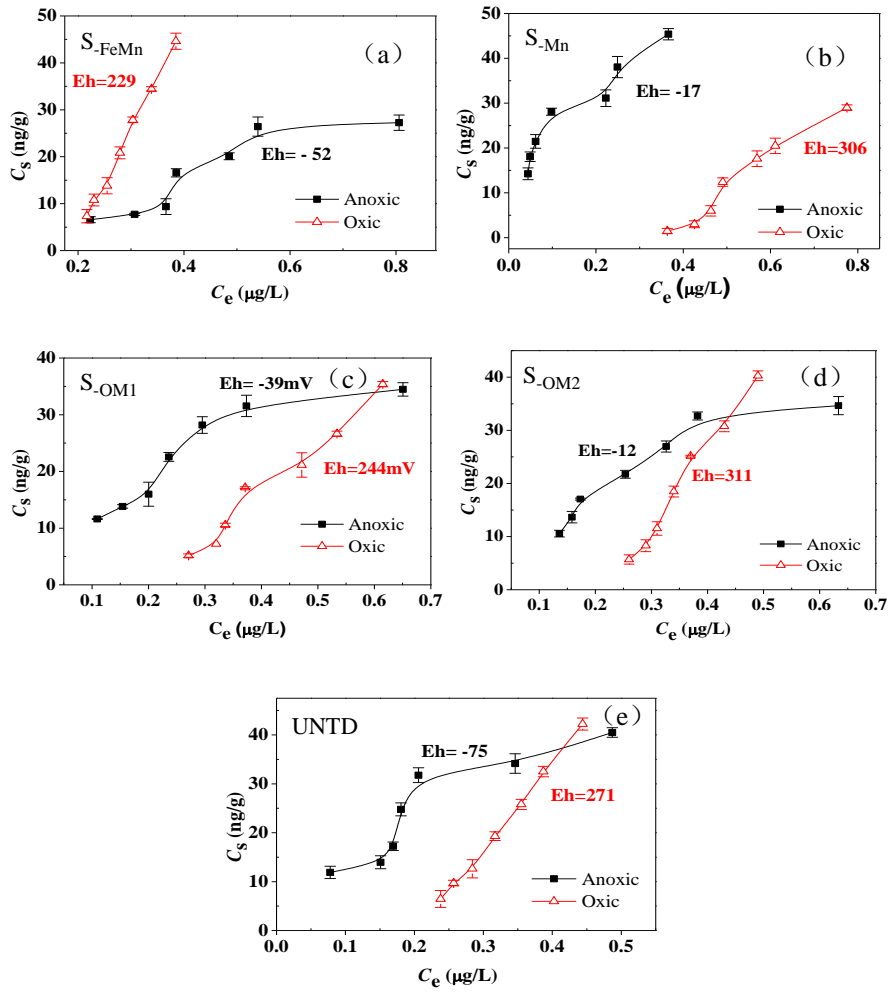 S-FeMn
（a）
Eh=229
Eh= - 52
Anoxic
Oxic
Cs (ng/g)
50
40
30
20
10
0
0.2 0.4 0.6 0.8
Ce (μg/L)
S-Mn
（b）
Eh= -17
Eh=306
Anoxic
Oxic
Cs (ng/g)
50
40
30
20
10
0
0.0 0.2 0.4 0.6 0.8
Ce (μg/L)
S-OM1
（c）
Eh= -39mV
Eh=244mV
Anoxic
Oxic
Cs (ng/g)
40
30
20
10
0
0.1 0.2 0.3 0.4 0.5 0.6 0.7
Ce (μg/L)
S-OM2
（d）
Eh=-12
Eh=311
Anoxic
Oxic
Cs (ng/g)
40
30
20
10
0
0.1 0.2 0.3 0.4 0.5 0.6 0.7
Ce (μg/L)
UNTD
（e）
Eh= -75
Eh=271
Anoxic
Oxic
Cs (ng/g)
40
30
20
10
0
0.0 0.1 0.2 0.3 0.4 0.5
Ce (μg/L)